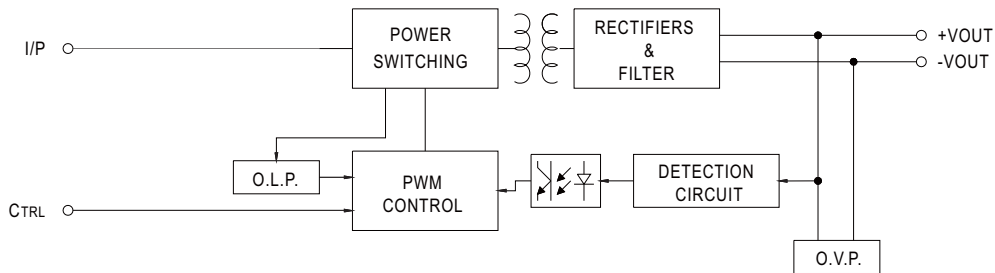 I/P
POWER
SWITCHING
RECTIFIERS
&
FILTER
+VOUT
-VOUT
O.L.P.
PWM
CONTROL
DETECTION
CIRCUIT
CTRL
O.V.P.